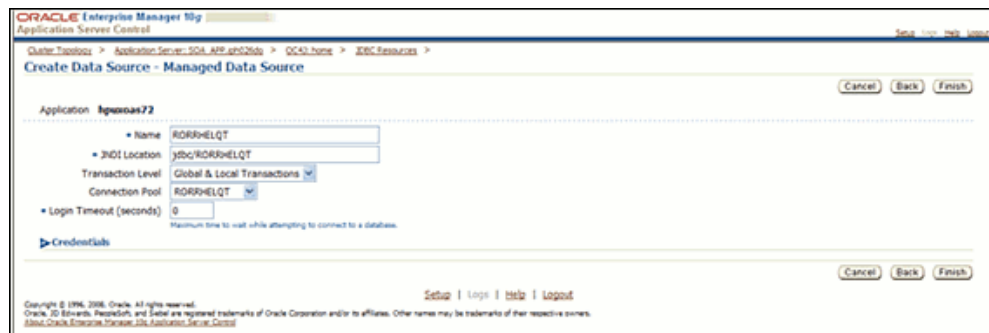 ORACLE Enterprise Manager 10g
Application Server Control
Setup Logs Help Logout
Cluster Topology > Application Server: SOA_APP.iph026do > OC4J: home > JDBC Resources >
Create Data Source - Managed Data Source
Cancel Back Finish
Application hpuxoas72
* Name RORRHELQT
* JNDI Location jdbc/RORRHELQT
Transaction Level Global & Local Transactions
Connection Pool RORRHELQT
* Login Timeout (seconds) 0
Maximum time to wait while attempting to connect to a database.
Credentials
Cancel Back Finish
Setup | Logs | Help | Logout
Copyright © 1996, 2008, Oracle. All rights reserved.
Oracle, JD Edwards, PeopleSoft, and Siebel are registered trademarks of Oracle Corporation and/or its affiliates. Other names may be trademarks of their respective owners.
About Oracle Enterprise Manager 10g Application Server Control